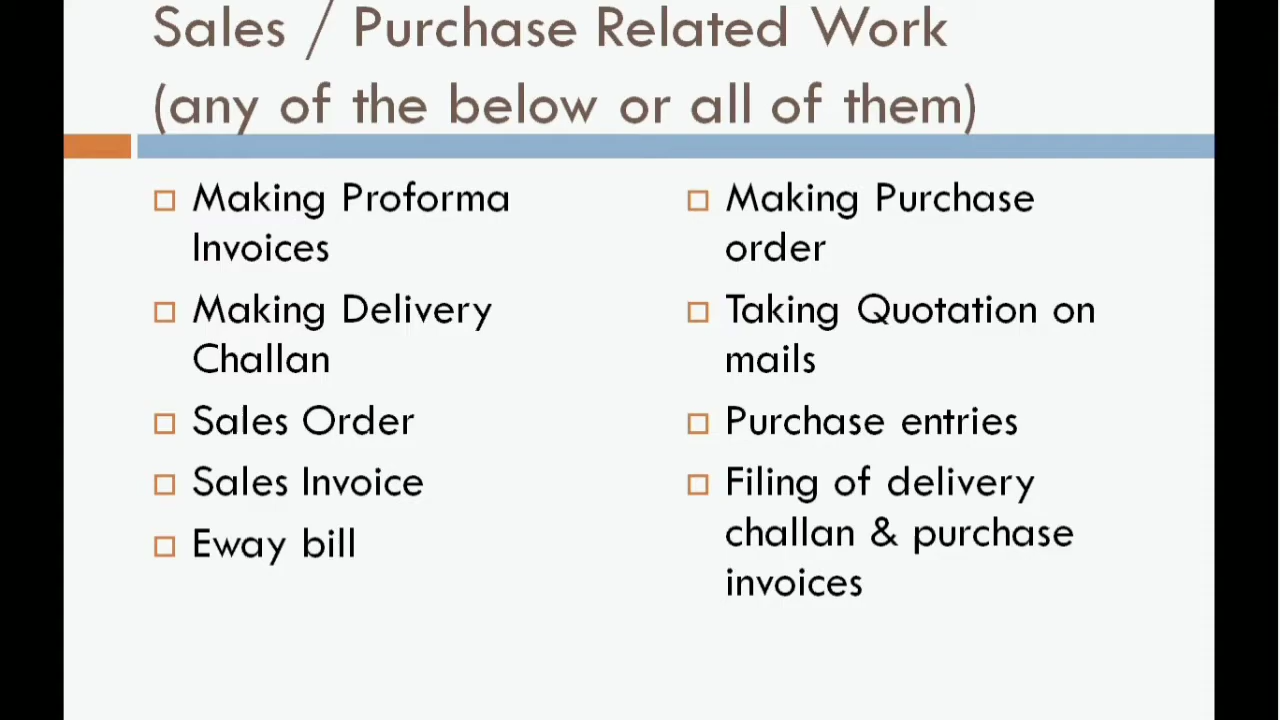 Sales / Purchase Related Work
(any of the below or all of them)
Making Proforma
Invoices
Making Delivery
Challan
Sales Order
Sales Invoice
Eway bill
Making Purchase
order
Taking Quotation on
mails
Purchase entries
Filing of delivery
challan & purchase
invoices